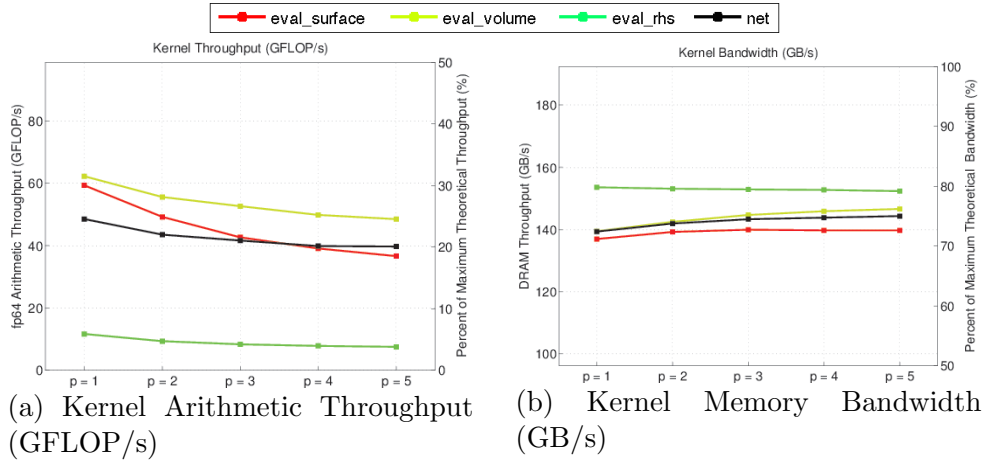 eval_surface eval_volume eval_rhs net
Kernel Throughput (GFLOP/s)
fp64 Arithmetic Throughput (GFLOP/s)
80
60
40
20
0
50
40
30
20
10
0
Percent of Maximum Theoretical Throughput (%)
p = 1 p = 2 p = 3 p = 4 p = 5
(a) Kernel Arithmetic Throughput
(GFLOP/s)
Kernel Bandwidth (GB/s)
DRAM Throughput (GB/s)
180
160
140
120
100
100
90
80
70
60
50
Percent of Maximum Theoretical Bandwidth (%)
p = 1 p = 2 p = 3 p = 4 p = 5
(b) Kernel Memory Bandwidth
(GB/s)